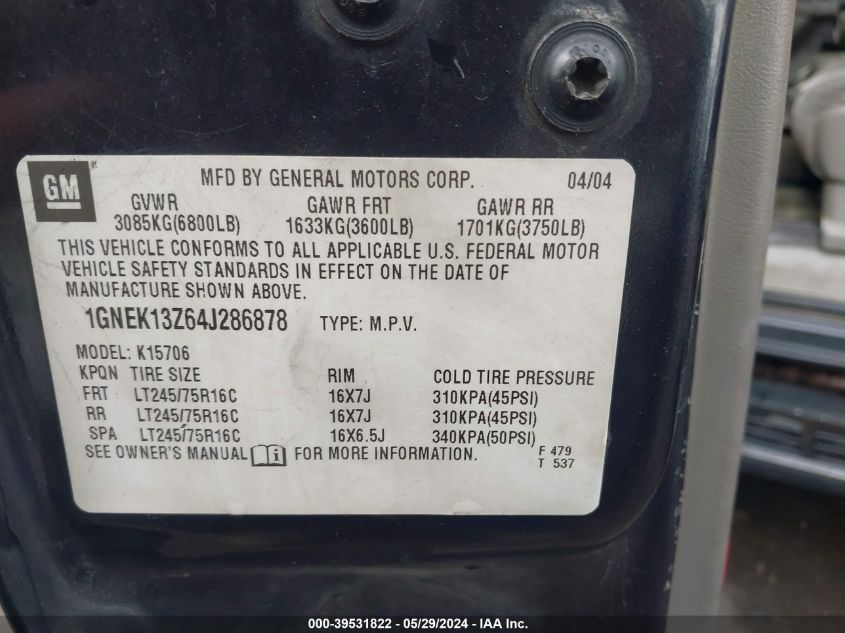 GM
MFD BY GENERAL MOTORS CORP. 04/04
GVWR GAWR FRT GAWR RR
3085KG(6800LB) 1633KG(3600LB) 1701KG(3750LB)
THIS VEHICLE CONFORMS TO ALL APPLICABLE U.S. FEDERAL MOTOR
VEHICLE SAFETY STANDARDS IN EFFECT ON THE DATE OF
MANUFACTURE SHOWN ABOVE.
1GNEK13Z64J286878 TYPE: M.P.V.
MODEL: K15706
KPQN TIRE SIZE RIM COLD TIRE PRESSURE
FRT LT245/75R16C 16X7J 310KPA(45PSI)
RR LT245/75R16C 16X7J 310KPA(45PSI)
SPA LT245/75R16C 16X6.5J 340KPA(50PSI)
SEE OWNER'S MANUAL i FOR MORE INFORMATION. F 479
T 537
000-39531822 - 05/29/2024 - IAA Inc.